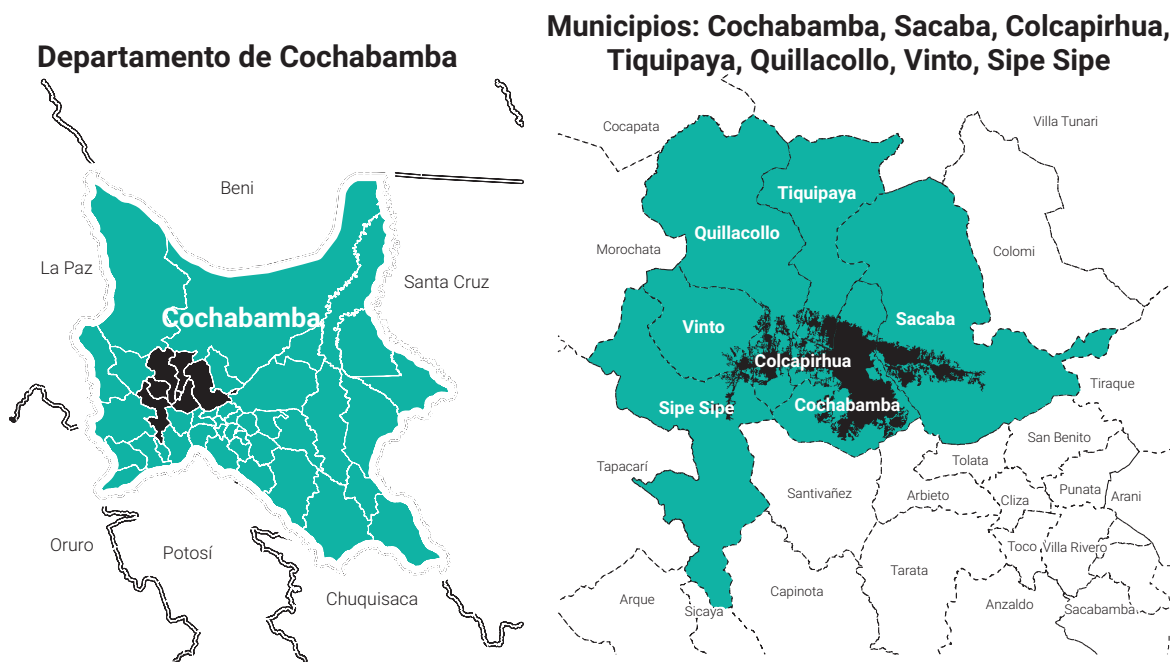 Departamento de Cochabamba
Beni
La Paz
Santa Cruz
Cochabamba
Oruro
Potosí
Chuquisaca
Municipios: Cochabamba, Sacaba, Colcapirhua,
Tiquipaya, Quillacollo, Vinto, Sipe Sipe
Cocapata
Villa Tunari
Tiquipaya
Quillacollo
Morochata
Colomi
Vinto
Sacaba
Colcapirhua
Tiraque
Sipe Sipe
Cochabamba
San Benito
Tolata
Tapacarí
Santivañez
Arbieto
Cliza
Punata
Arani
Toco
Villa Rivero
Tarata
Capinota
Arque
Sicaya
Anzaldo
Sacabamba